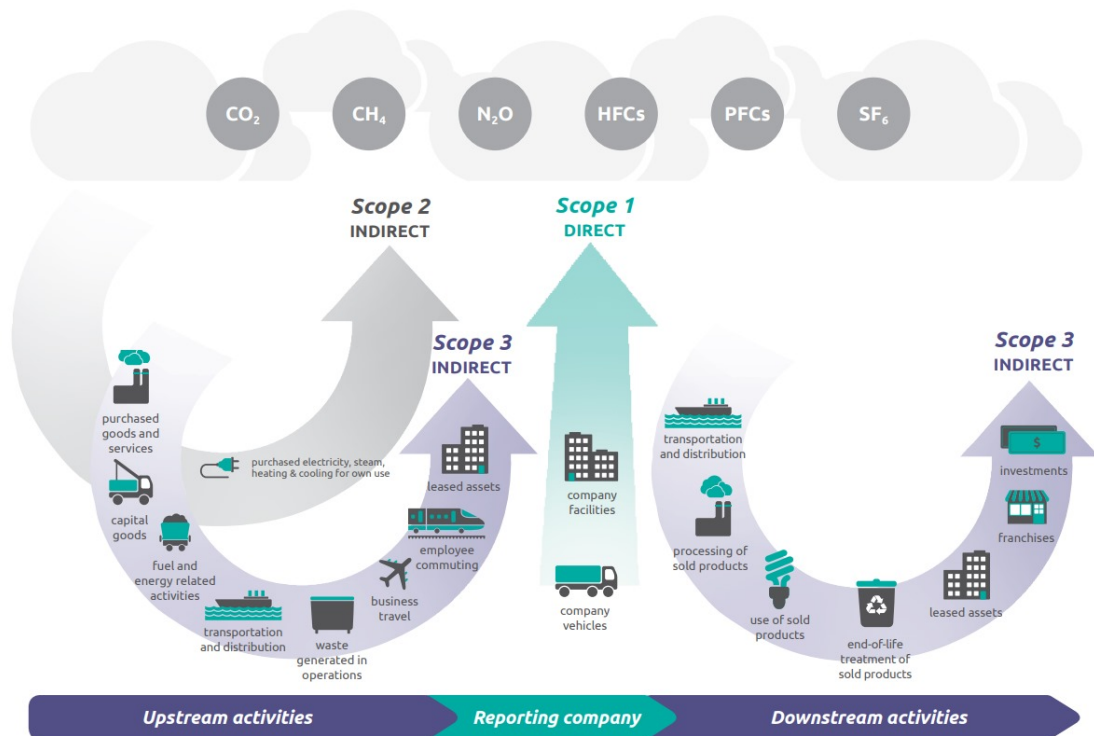 CO₂
CH₄
N₂O
HFCs
PFCs
SF₆
Scope 2
INDIRECT
Scope 1
DIRECT
Scope 3
INDIRECT
Scope 3
INDIRECT
purchased
goods and
services
capital
goods
fuel and
energy related
activities
transportation
and distribution
waste
generated in
operations
business
travel
employee
commuting
leased assets
purchased electricity, steam,
heating & cooling for own use
company
facilities
company
vehicles
transportation
and distribution
processing of
sold products
use of sold
products
end-of-life
treatment of
sold products
leased assets
franchises
$
investments
Upstream activities
Reporting company
Downstream activities